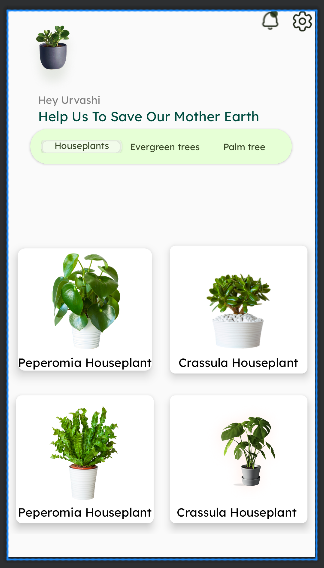 Hey Urvashi
Help Us To Save Our Mother Earth
Houseplants Evergreen trees Palm tree
Peperomia Houseplant Crassula Houseplant
Peperomia Houseplant Crassula Houseplant